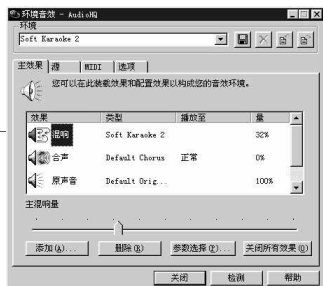 环境音效 - AudioHQ
环境
Soft Karaoke 2
主效果 源 MIDI 选项
您可以在此装载效果和配置效果以构成您的音效环境。
效果 类型 播放至 量
混响 Soft Karaoke 2 32%
合声 Default Chorus 正常 0%
原声音 Default Orig... 100%
主混响量
添加(A)... 删除(R) 参数选择(P)... 关闭所有效果(O)
关闭 检测 帮助